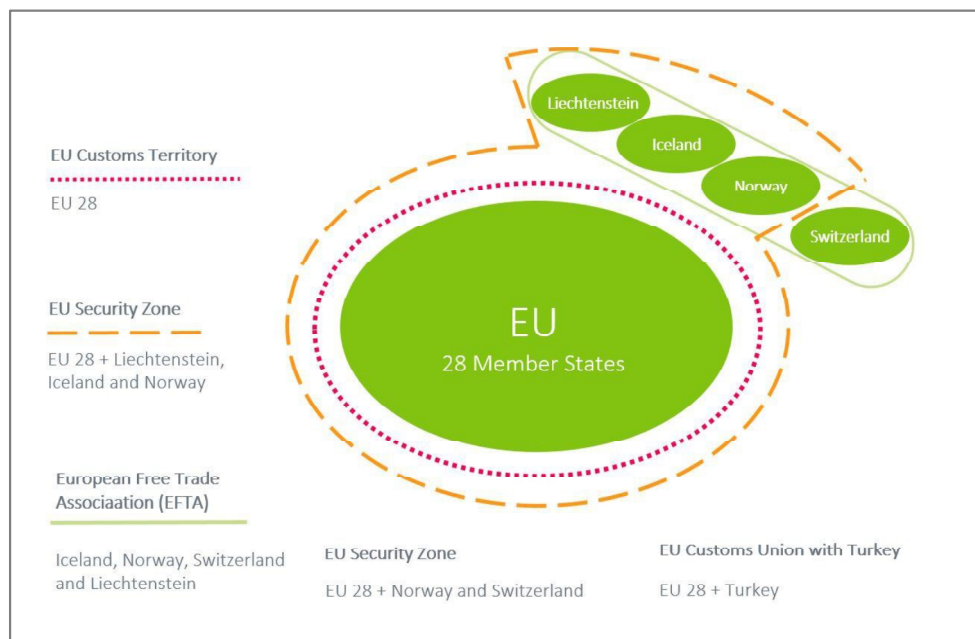 Liechtenstein
Iceland
Norway
Switzerland
EU Customs Territory
EU 28
EU Security Zone
EU 28 + Liechtenstein,
Iceland and Norway
EU
28 Member States
European Free Trade
Associaation (EFTA)
Iceland, Norway, Switzerland
and Liechtenstein
EU Security Zone
EU 28 + Norway and Switzerland
EU Customs Union with Turkey
EU 28 + Turkey